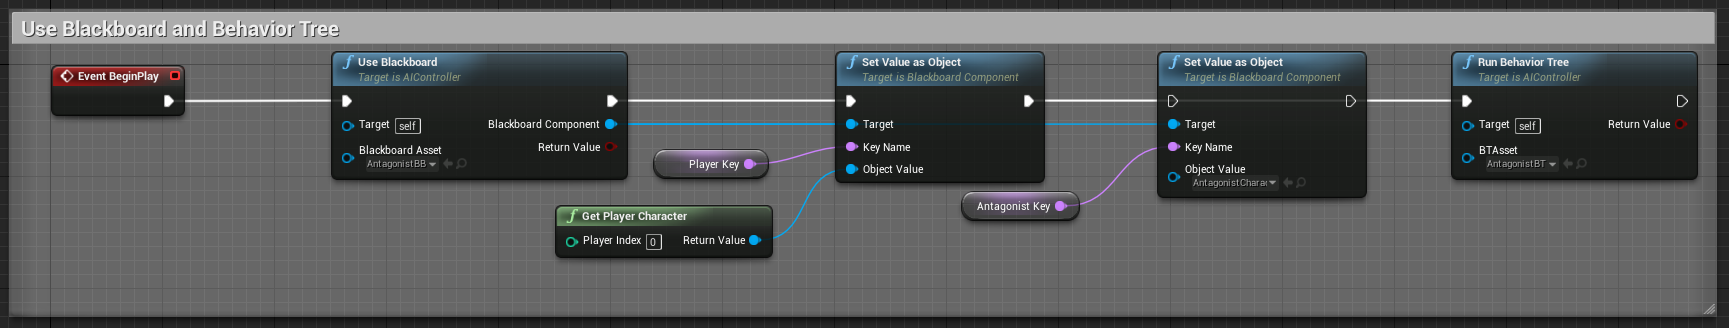 Use Blackboard and Behavior Tree
Event BeginPlay
f Use Blackboard
Target is AIController
Target self
Blackboard Component
Blackboard Asset
AntagonistBB
Return Value
Player Key
f Get Player Character
Player Index 0
Return Value
f Set Value as Object
Target is Blackboard Component
Target
Key Name
Object Value
Antagonist Key
f Set Value as Object
Target is Blackboard Component
Target
Key Name
Object Value
AntagonistCharac
f Run Behavior Tree
Target is AIController
Target self
Return Value
BTAsset
AntagonistBT